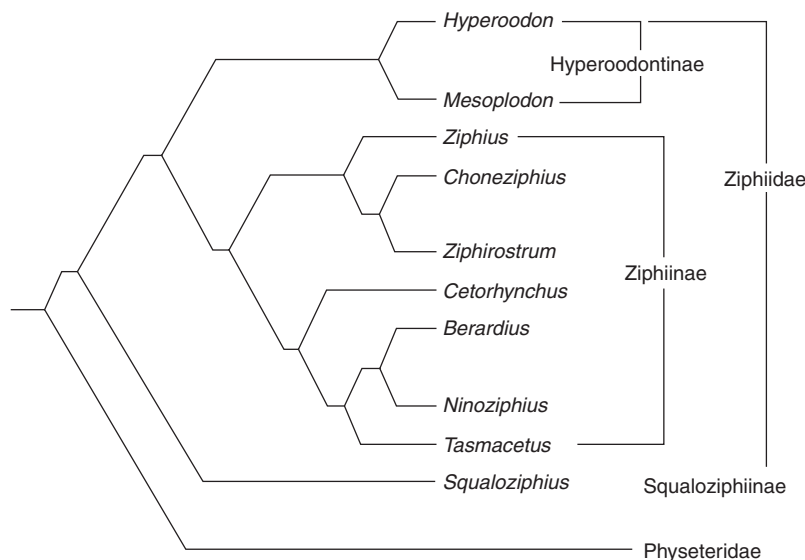 Hyperoodon
Hyperoodontinae
Mesoplodon
Ziphius
Choneziphius
Ziphiidae
Ziphirostrum
Ziphiinae
Cetorhynchus
Berardius
Ninoziphius
Tasmacetus
Squaloziphius
Squaloziphiinae
Physeteridae